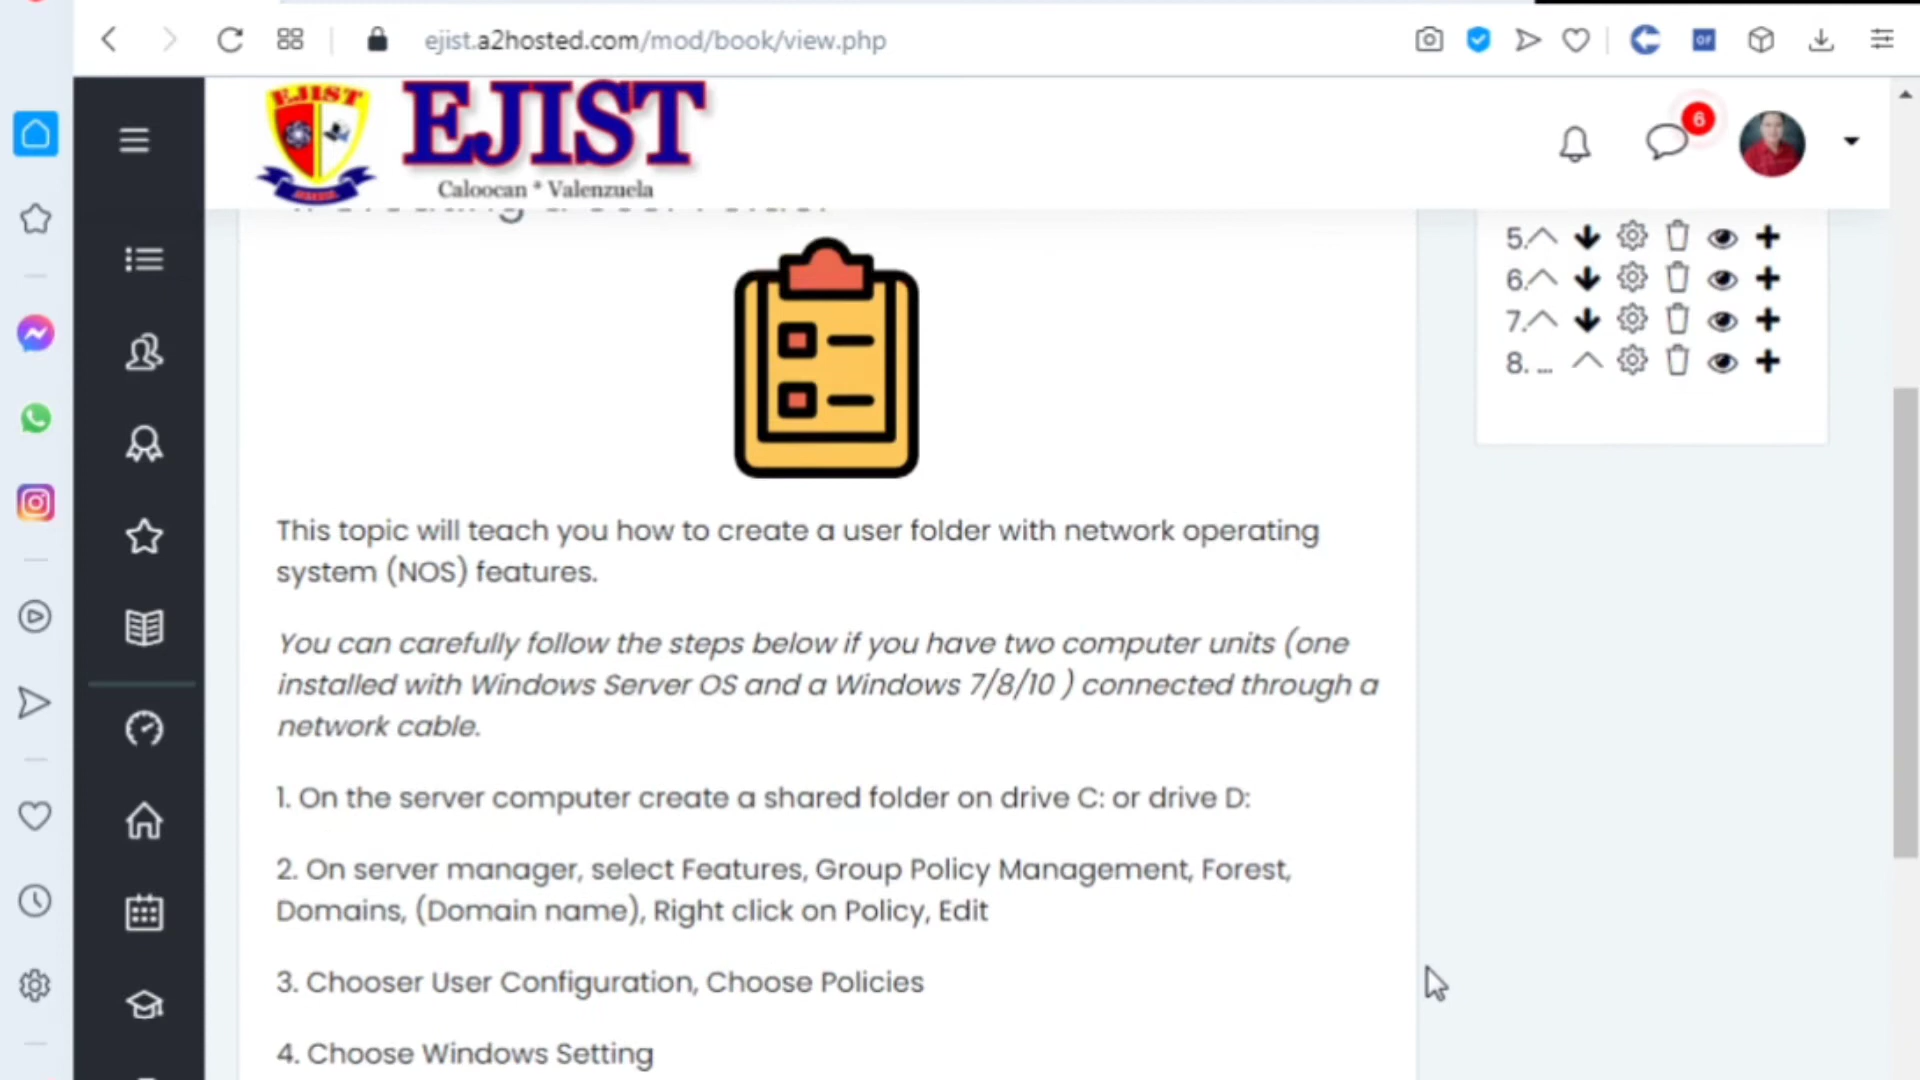 ejist.a2hosted.com/mod/book/view.php
EJIST
EJIST
Caloocan * Valenzuela
6
5.
6.
7.
8. ...
This topic will teach you how to create a user folder with network operating
system (NOS) features.
You can carefully follow the steps below if you have two computer units (one
installed with Windows Server OS and a Windows 7/8/10 ) connected through a
network cable.
1. On the server computer create a shared folder on drive C: or drive D:
2. On server manager, select Features, Group Policy Management, Forest,
Domains, (Domain name), Right click on Policy, Edit
3. Chooser User Configuration, Choose Policies
4. Choose Windows Setting